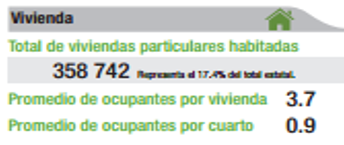 Vivienda
Total de viviendas particulares habitadas
358 742 Representa el 17.4% del total estatal.
Promedio de ocupantes por vivienda 3.7
Promedio de ocupantes por cuarto 0.9